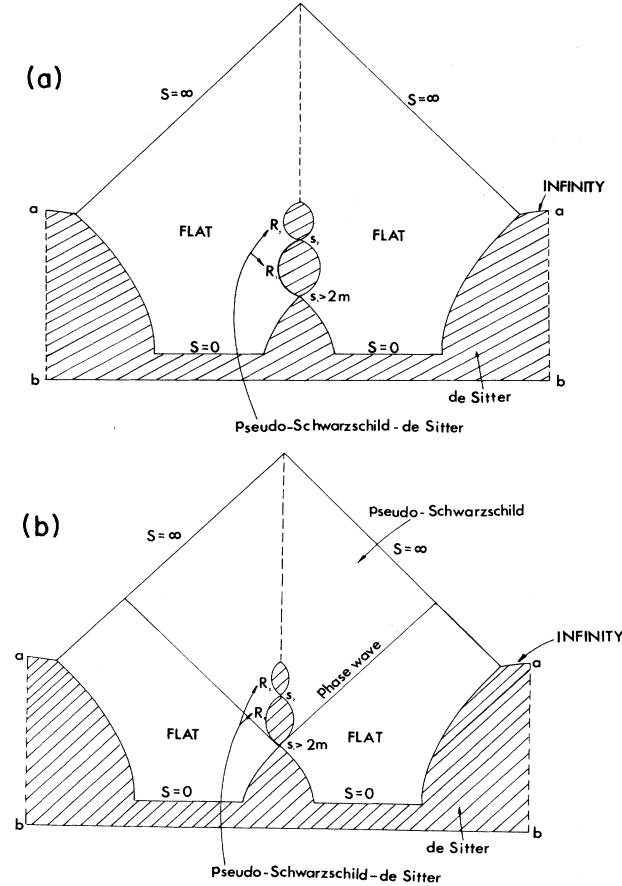 (a)
S=∞
S=∞
INFINITY
a
a
FLAT
FLAT
R,
s,
R,
s,>2m
S=0
S=0
b
b
de Sitter
Pseudo-Schwarzschild-de Sitter
(b)
Pseudo-Schwarzschild
S=∞
S=∞
INFINITY
a
a
Phase wave
R,
s,
R,
FLAT
FLAT
s,>2m
S=0
S=0
b
b
de Sitter
Pseudo-Schwarzschild-de Sitter